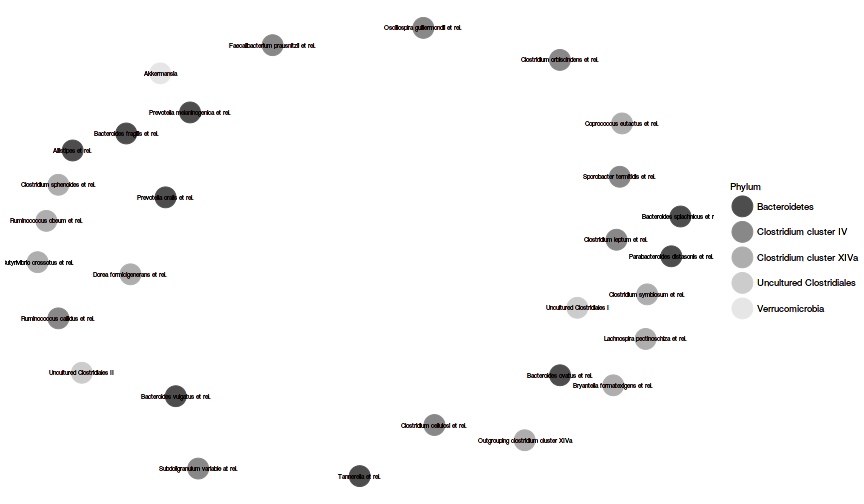 Oscillospira guillermondii et rel.
Faecalibacterium prausnitzii et rel.
Clostridium orbiscindens et rel.
Akkermansia
Prevotella melaninogenica et rel.
Coprococcus eutactus et rel.
Bacteroides fragilis et rel.
Allistipes et rel.
Sporobacter termitidis et rel.
Clostridium sphenoides et rel.
Phylum
Prevotella oralis et rel.
Bacteroidetes
Bacteroides splachnicus et r
Ruminococcus obeum et rel.
Clostridium cluster IV
Clostridium leptum et rel.
Parabacteroides distasonis et rel.
Clostridium cluster XIVa
utyrivibrio crossotus et rel.
Dorea formicigenerans et rel.
Uncultured Clostridiales
Clostridium symbiosum et rel.
Uncultured Clostridiales I
Verrucomicrobia
Ruminococcus callidus et rel.
Lachnospira pectinoschiza et rel.
Uncultured Clostridiales II
Bacteroides ovatus et rel.
Bryantella formatexigens et rel.
Bacteroides vulgatus et rel.
Clostridium cellulosi et rel.
Outgrouping clostridium cluster XIVa
Subdoligranulum variable at rel.
Tannerella et rel.